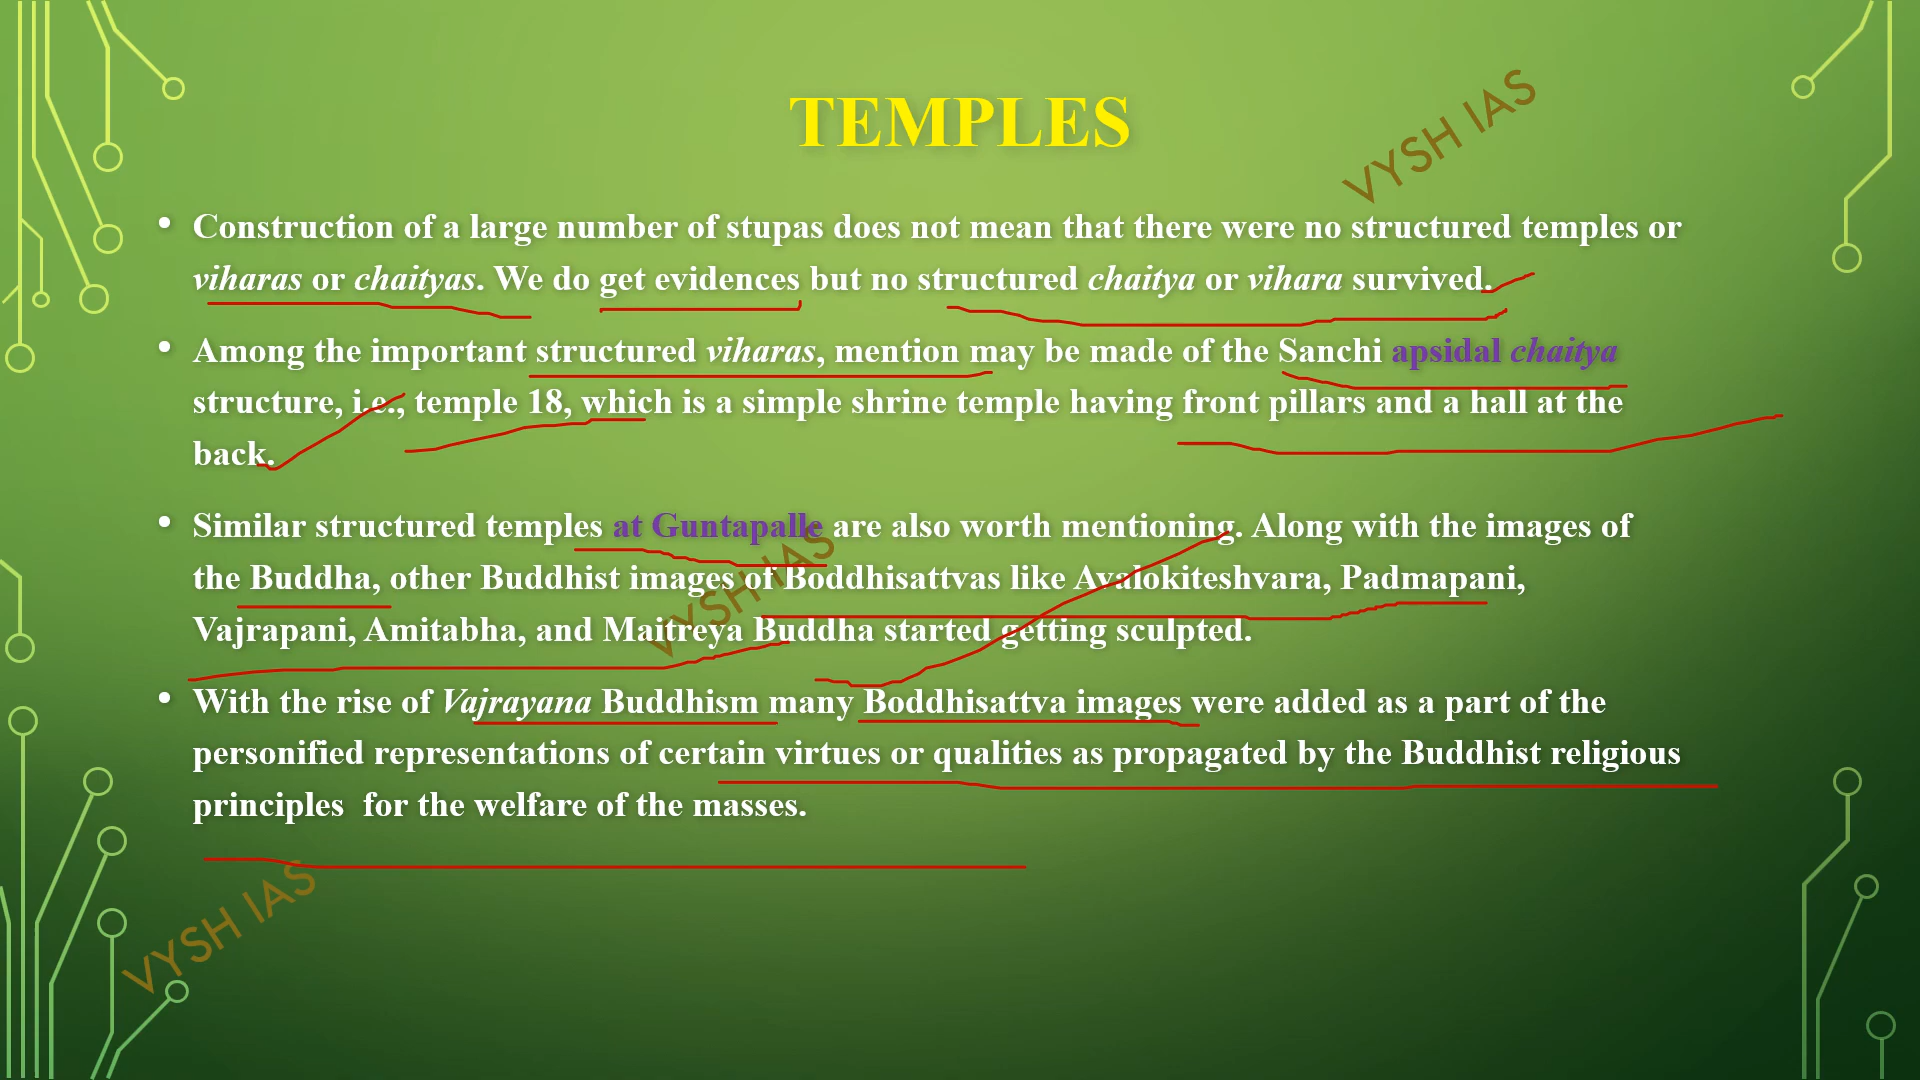 TEMPLES
VYSH IAS
• Construction of a large number of stupas does not mean that there were no structured temples or
viharas or chaityas. We do get evidences but no structured chaitya or vihara survived.
• Among the important structured viharas, mention may be made of the Sanchi apsidal chaitya
structure, i.e., temple 18, which is a simple shrine temple having front pillars and a hall at the
back.
• Similar structured temples at Guntapalle are also worth mentioning. Along with the images of
the Buddha, other Buddhist images of Boddhisattvas like Avalokiteshvara, Padmapani,
VYSH IAS
Vajrapani, Amitabha, and Maitreya Buddha started getting sculpted.
• With the rise of Vajrayana Buddhism many Boddhisattva images were added as a part of the
personified representations of certain virtues or qualities as propagated by the Buddhist religious
principles  for the welfare of the masses.
VYSH IAS